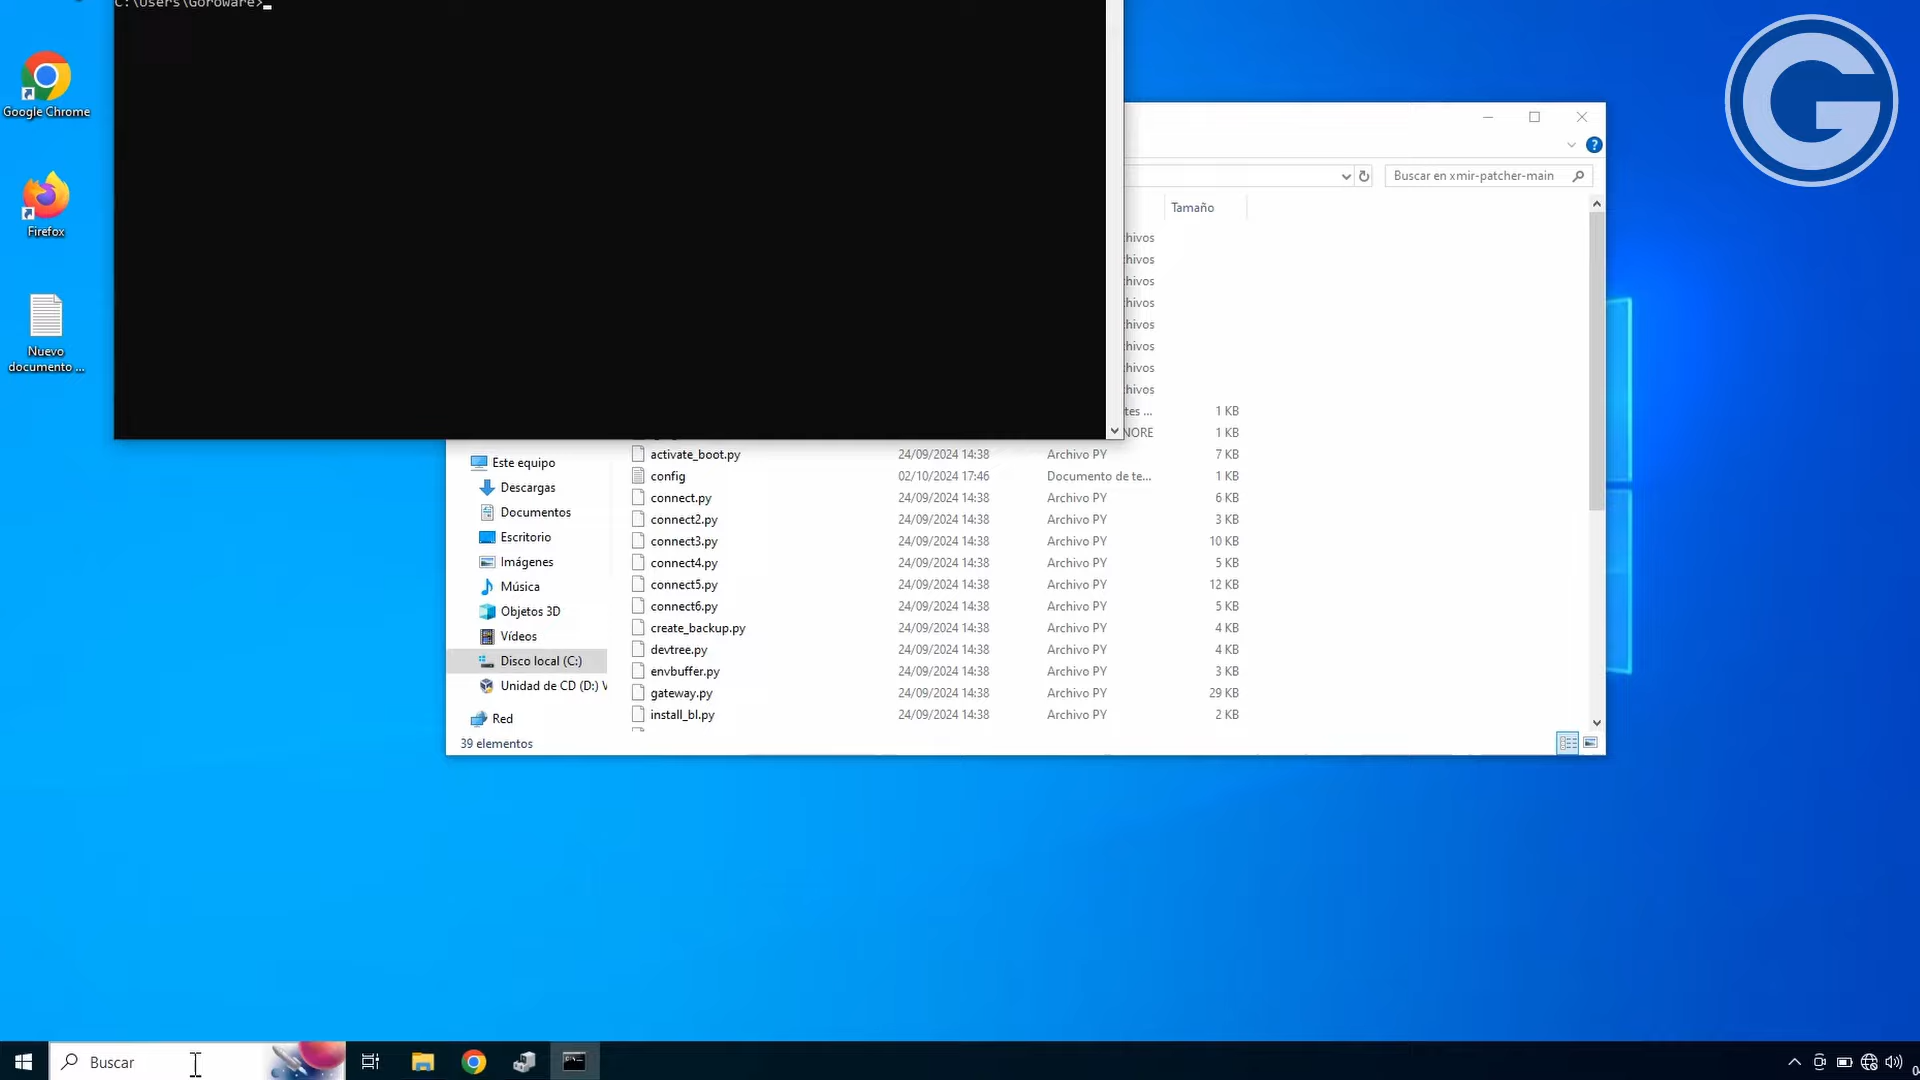 C:\Users\Goroware>
Google Chrome
Firefox
Nuevo
documento ...
Buscar en xmir-patcher-main
Tamaño
hivos
hivos
hivos
hivos
hivos
hivos
hivos
hivos
tes ... 1 KB
NORE 1 KB
Este equipo
Descargas
Documentos
Escritorio
Imágenes
Música
Objetos 3D
Vídeos
Disco local (C:)
Unidad de CD (D:) V
Red
activate_boot.py 24/09/2024 14:38 Archivo PY 7 KB
config 02/10/2024 17:46 Documento de te... 1 KB
connect.py 24/09/2024 14:38 Archivo PY 6 KB
connect2.py 24/09/2024 14:38 Archivo PY 3 KB
connect3.py 24/09/2024 14:38 Archivo PY 10 KB
connect4.py 24/09/2024 14:38 Archivo PY 5 KB
connect5.py 24/09/2024 14:38 Archivo PY 12 KB
connect6.py 24/09/2024 14:38 Archivo PY 5 KB
create_backup.py 24/09/2024 14:38 Archivo PY 4 KB
devtree.py 24/09/2024 14:38 Archivo PY 4 KB
envbuffer.py 24/09/2024 14:38 Archivo PY 3 KB
gateway.py 24/09/2024 14:38 Archivo PY 29 KB
install_bl.py 24/09/2024 14:38 Archivo PY 2 KB
39 elementos
Buscar
G